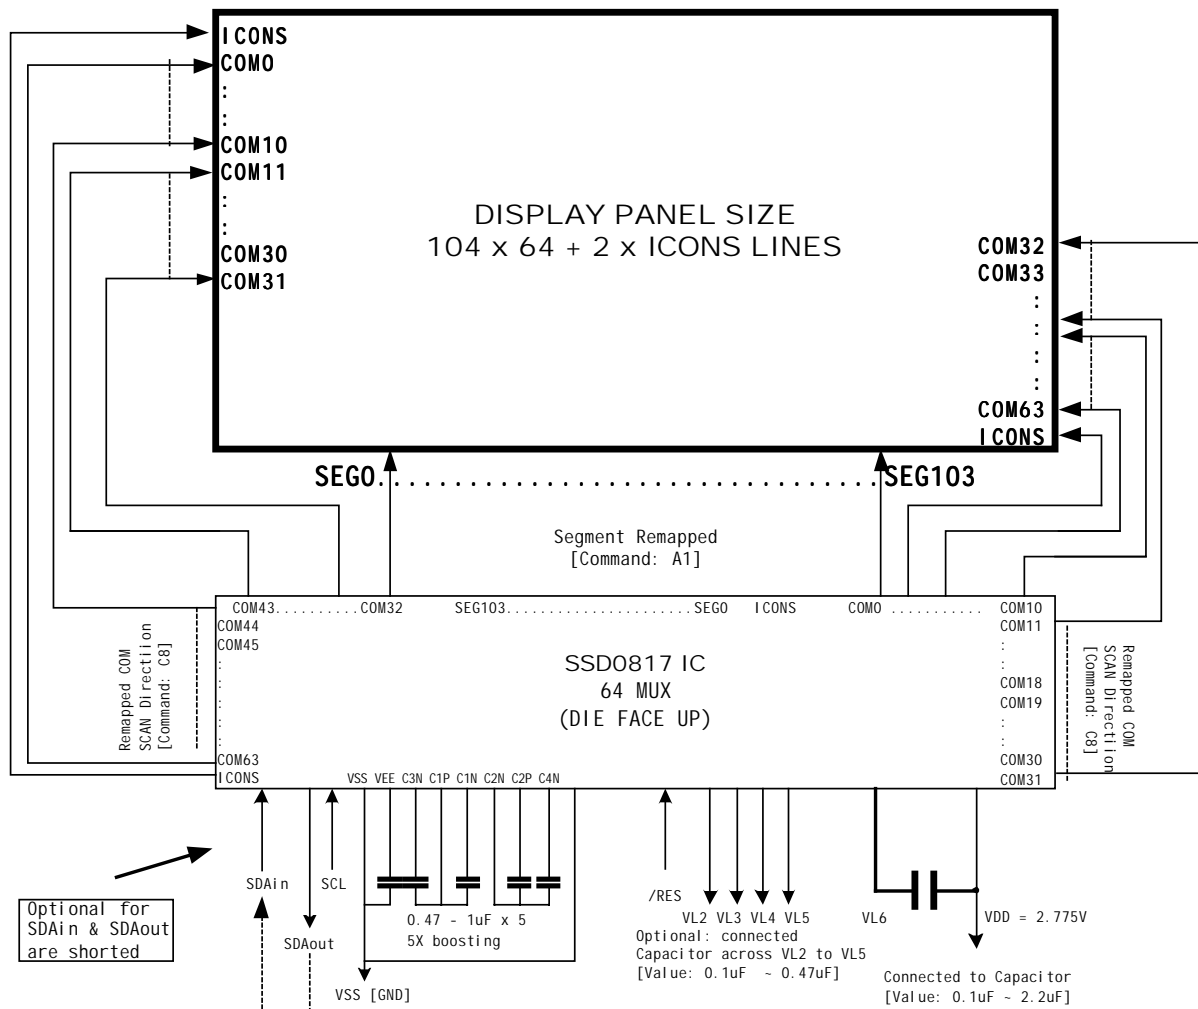 ICONS
COM0
:
:
COM10
COM11
:
:
COM30
COM31
DISPLAY PANEL SIZE
104 x 64 + 2 x ICONS LINES
COM32
COM33
:
:
:
:
COM63
ICONS
SEG0..................................SEG103
Segment Remapped
[Command: A1]
COM43..........COM32 SEG103......................SEG0 ICONS COM0 ........... COM10
COM44
COM45
:
:
:
:
:
COM63
ICONS
Remapped COM
SCAN Directiion
[Command: C8]
SSD0817 IC
64 MUX
(DIE FACE UP)
COM11
:
:
COM18
COM19
:
:
COM30
COM31
Remapped COM
SCAN Directiion
[Command: C8]
VSS VEE C3N C1P C1N C2N C2P C4N
SDAin
SCL
SDAout
0.47 - 1uF x 5
5X boosting
VSS [GND]
/RES
VL2 VL3 VL4 VL5
Optional: connected
Capacitor across VL2 to VL5
[Value: 0.1uF ~ 0.47uF]
VL6
VDD = 2.775V
Connected to Capacitor
[Value: 0.1uF ~ 2.2uF]
Optional for
SDAin & SDAout
are shorted